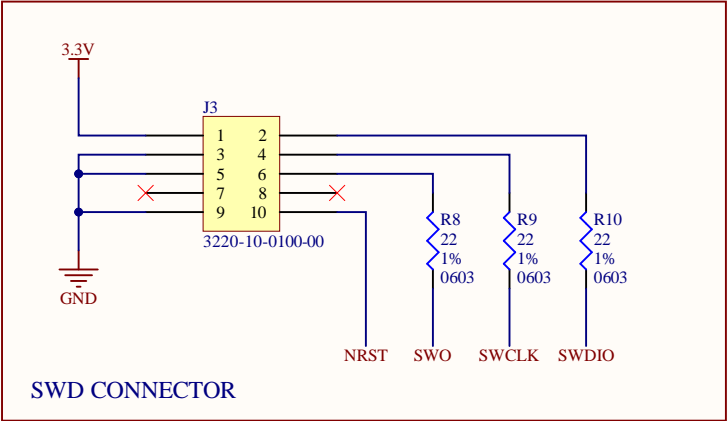 3.3V
J3
1 2
3 4
5 6
7 8
9 10
3220-10-0100-00
R8
22
1%
0603
R9
22
1%
0603
R10
22
1%
0603
GND
NRST SWO SWCLK SWDIO
SWD CONNECTOR